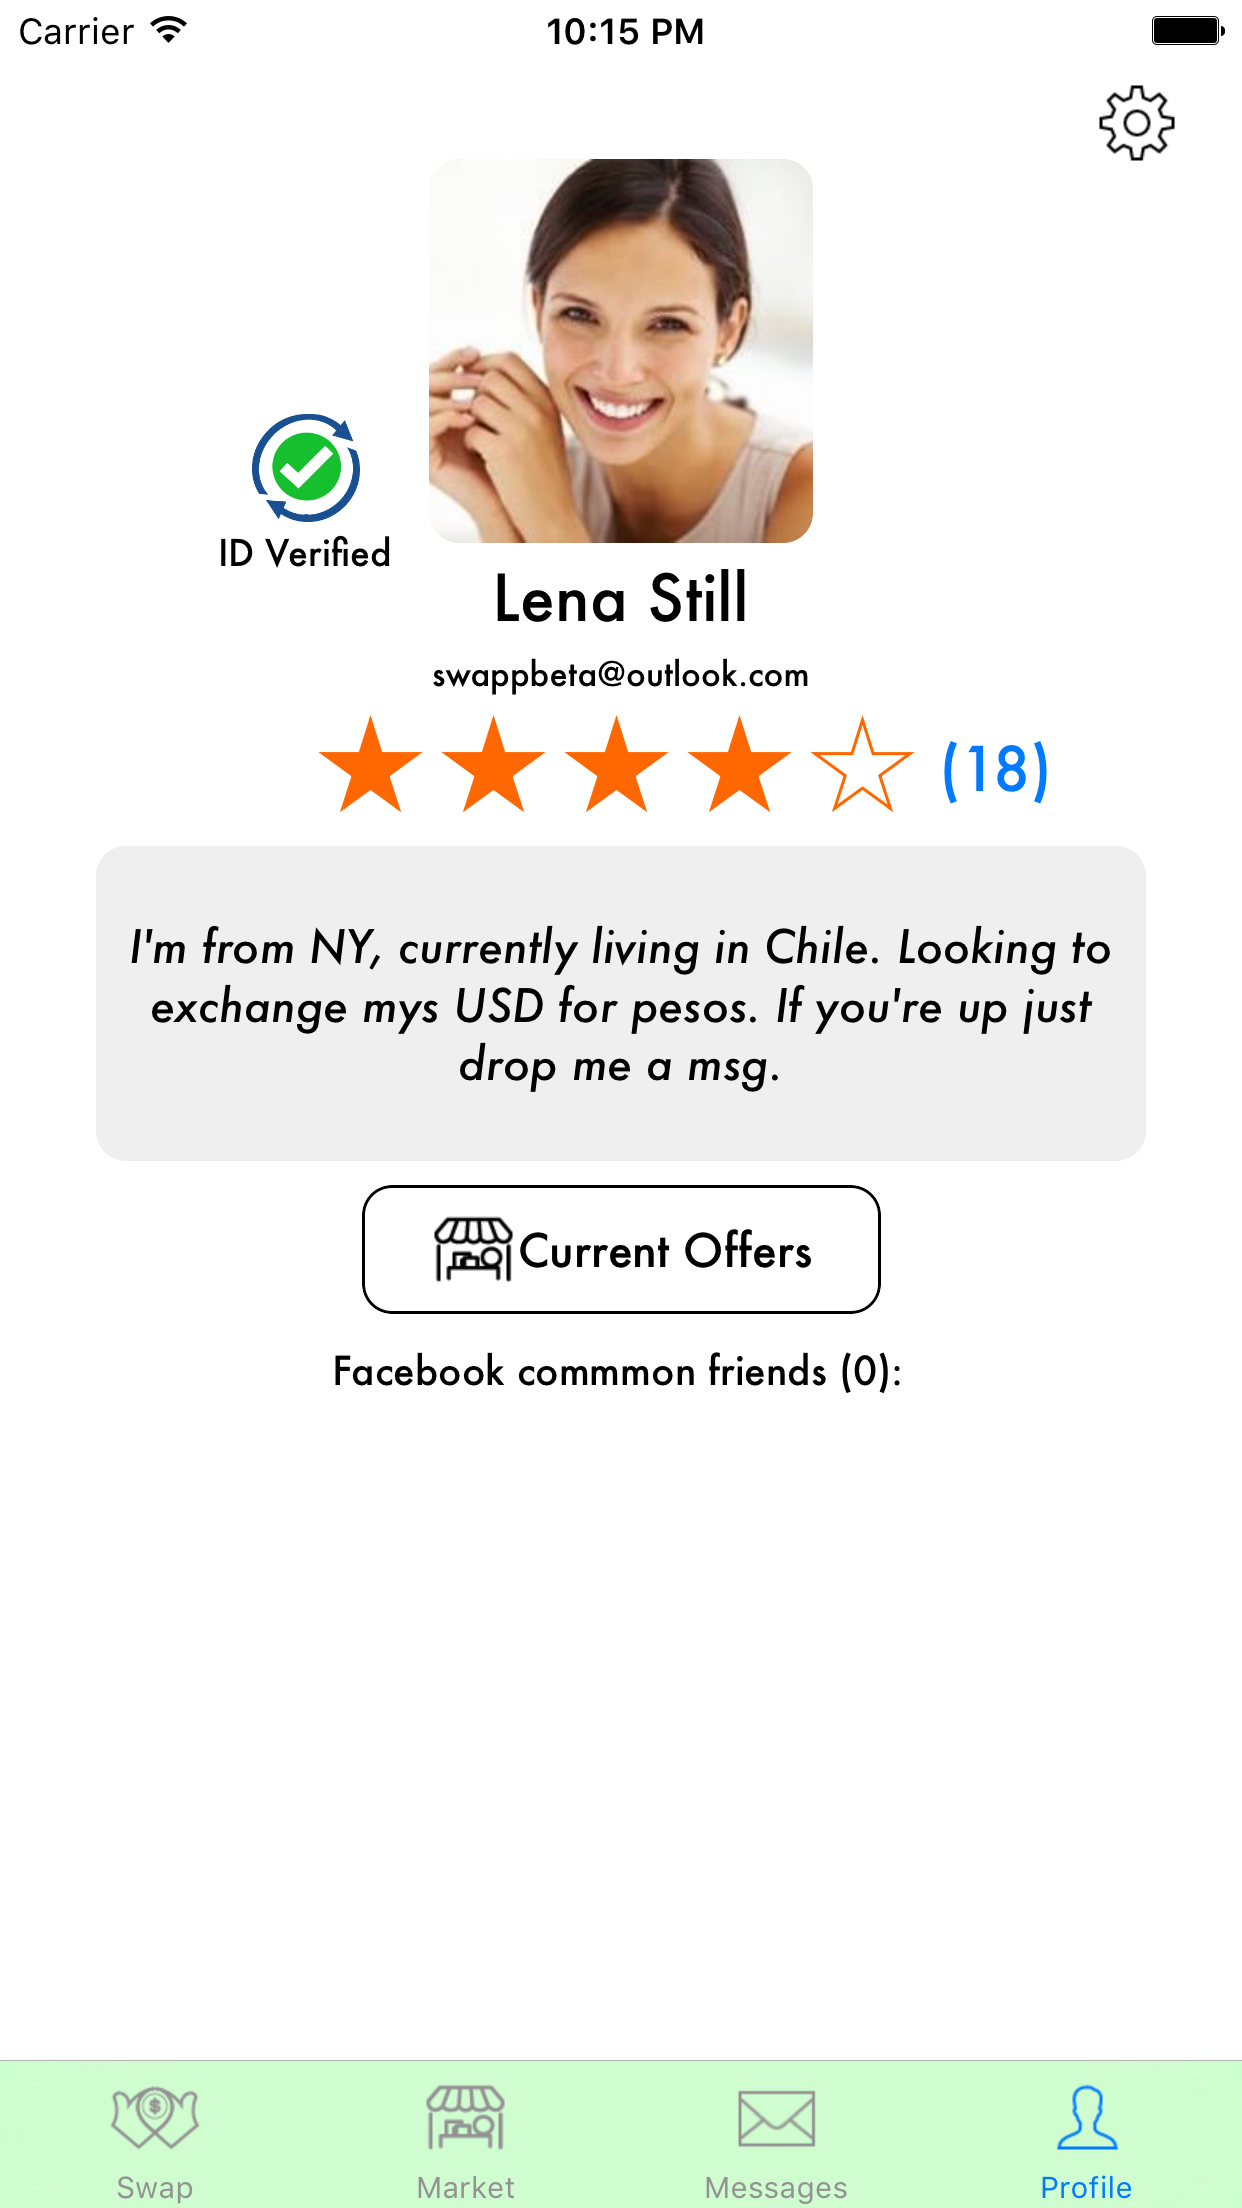 Carrier 10:15 PM
ID Verified
Lena Still
swappbeta@outlook.com
(18)
I'm from NY, currently living in Chile. Looking to
exchange mys USD for pesos. If you're up just
drop me a msg.
Current Offers
Facebook commmon friends (0):
Swap Market Messages Profile